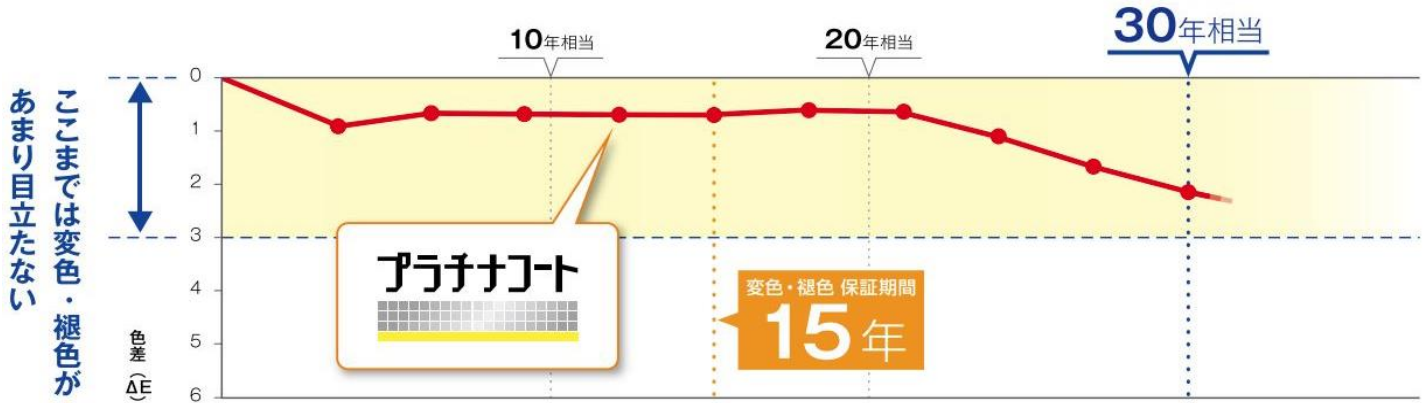 10年相当
20年相当
30年相当
ここまでは変色・褪色が
あまり目立たない
0
1
2
3
4
5
6
色差(ΔE)
プラチナコート
変色・褪色 保証期間
15年